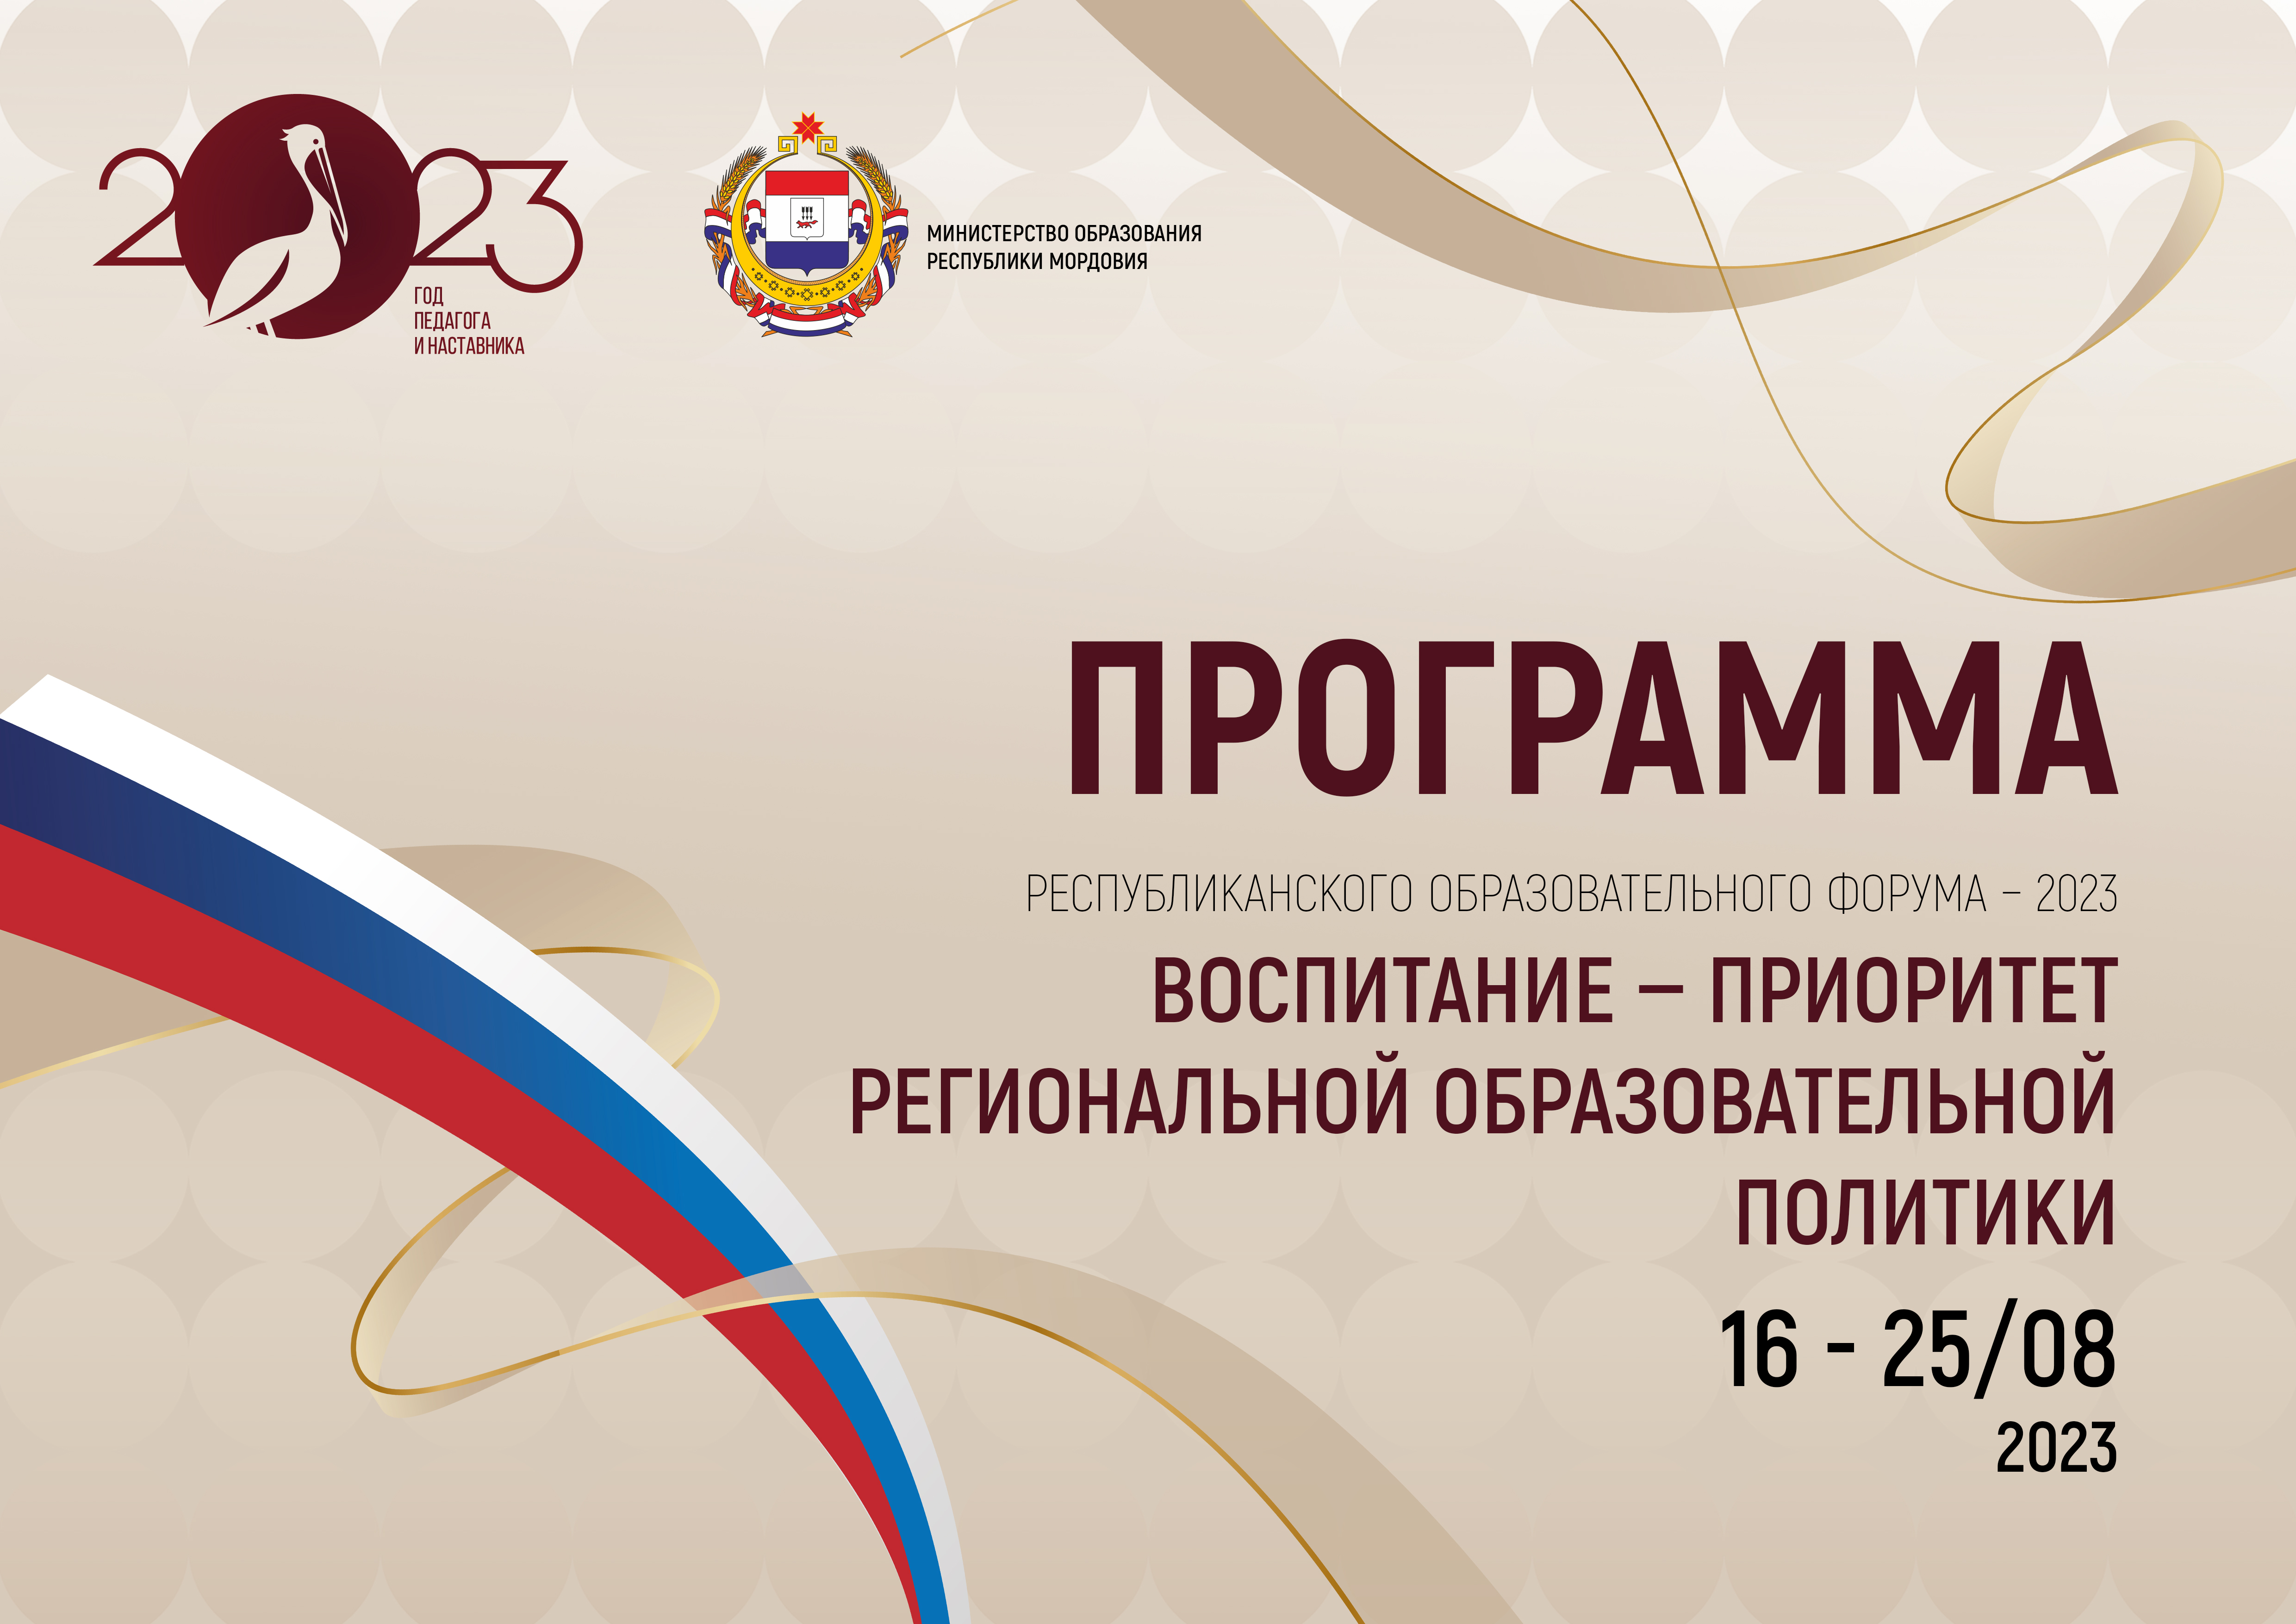 2023
ГОД
ПЕДАГОГА
И НАСТАВНИКА
МИНИСТЕРСТВО ОБРАЗОВАНИЯ
РЕСПУБЛИКИ МОРДОВИЯ
ПРОГРАММА
РЕСПУБЛИКАНСКОГО ОБРАЗОВАТЕЛЬНОГО ФОРУМА – 2023
ВОСПИТАНИЕ – ПРИОРИТЕТ
РЕГИОНАЛЬНОЙ ОБРАЗОВАТЕЛЬНОЙ
ПОЛИТИКИ
16 - 25/08
2023